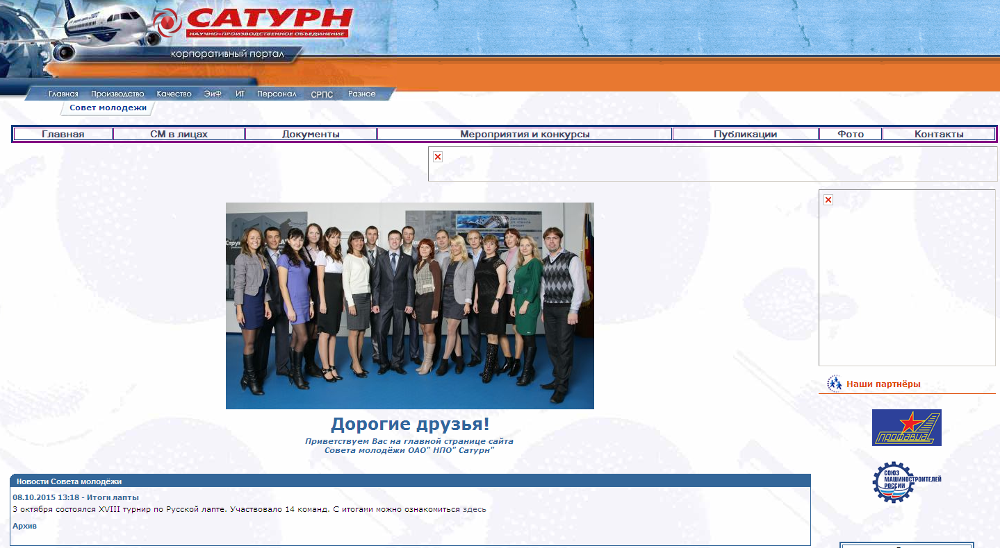 САТУРН
НАУЧНО-ПРОИЗВОДСТВЕННОЕ ОБЪЕДИНЕНИЕ
корпоративный портал
Главная Производство Качество ЭиФ ИТ Персонал СРПС Разное
Совет молодежи
Главная СМ в лицах Документы Мероприятия и конкурсы Публикации Фото Контакты
Дорогие друзья!
Приветствуем Вас на главной странице сайта
Совета молодёжи ОАО" НПО" Сатурн"
Наши партнёры
ПРОФАВИА
СОЮЗ
МАШИНОСТРОИТЕЛЕЙ
РОССИИ
Новости Совета молодёжи
08.10.2015 13:18 - Итоги лапты
3 октября состоялся XVIII турнир по Русской лапте. Участвовало 14 команд. С итогами можно ознакомиться здесь
Архив